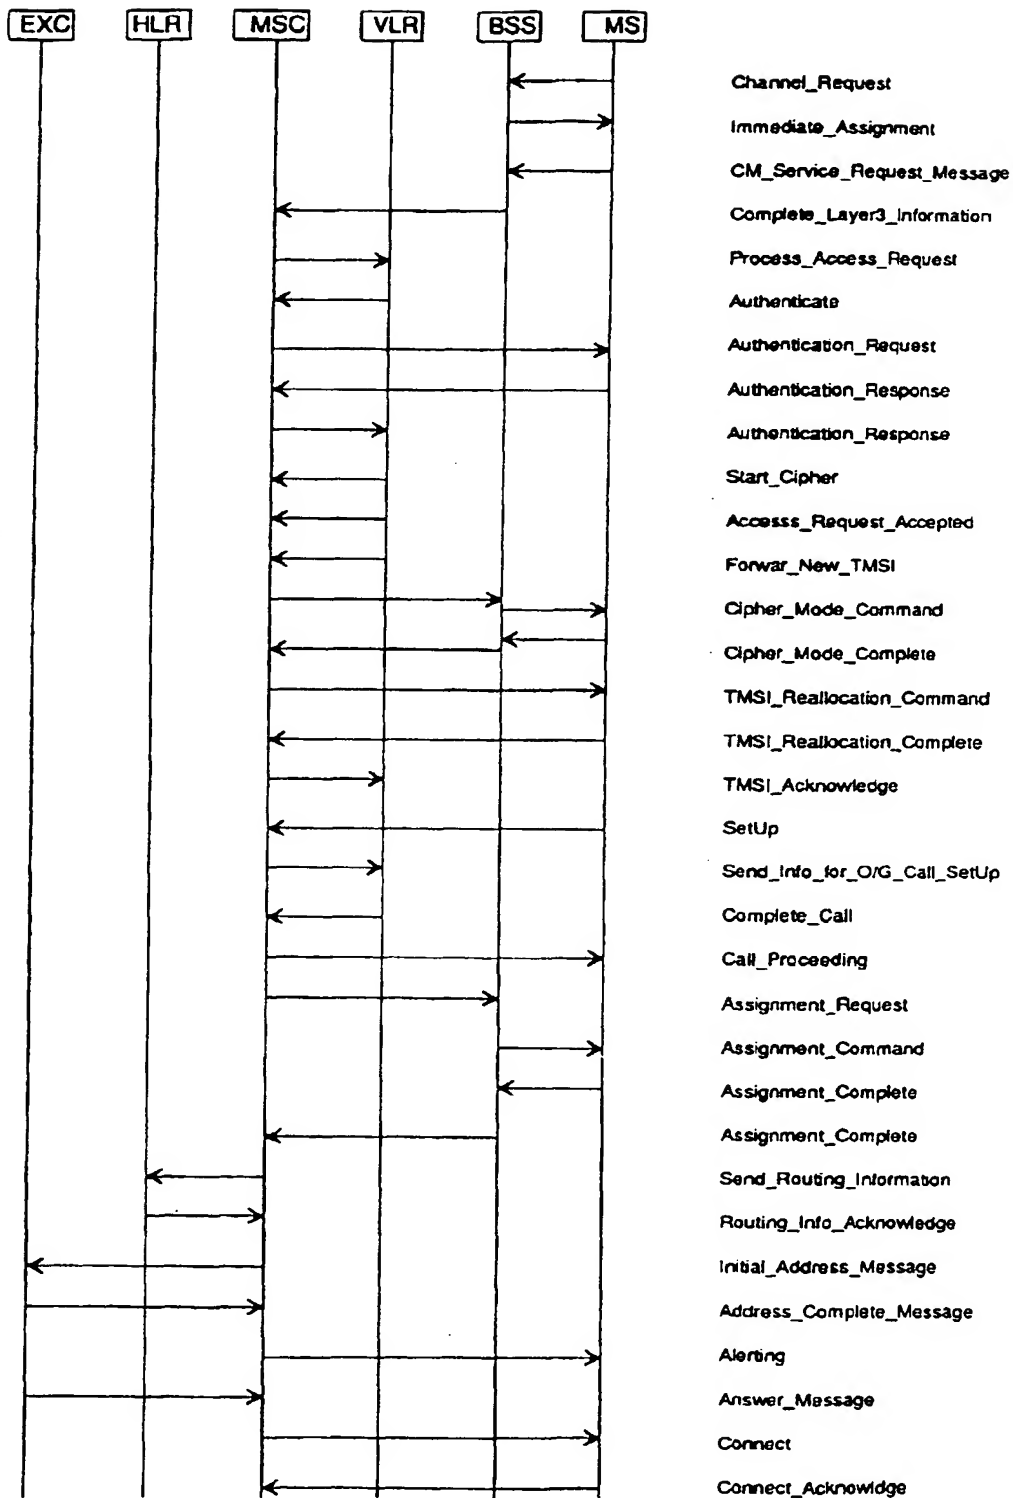 EXC HLR MSC VLR BSS MS
Channel_Request
Immediate_Assignment
CM_Service_Request_Message
Complete_Layer3_Information
Process_Access_Request
Authenticate
Authentication_Request
Authentication_Response
Authentication_Response
Start_Cipher
Accesss_Request_Accepted
Forwar_New_TMSI
Cipher_Mode_Command
Cipher_Mode_Complete
TMSI_Reallocation_Command
TMSI_Reallocation_Complete
TMSI_Acknowledge
SetUp
Send_Info_for_O/G_Call_SetUp
Complete_Call
Call_Proceeding
Assignment_Request
Assignment_Command
Assignment_Complete
Assignment_Complete
Send_Routing_Information
Routing_Info_Acknowledge
Initial_Address_Message
Address_Complete_Message
Alerting
Answer_Message
Connect
Connect_Acknowldge